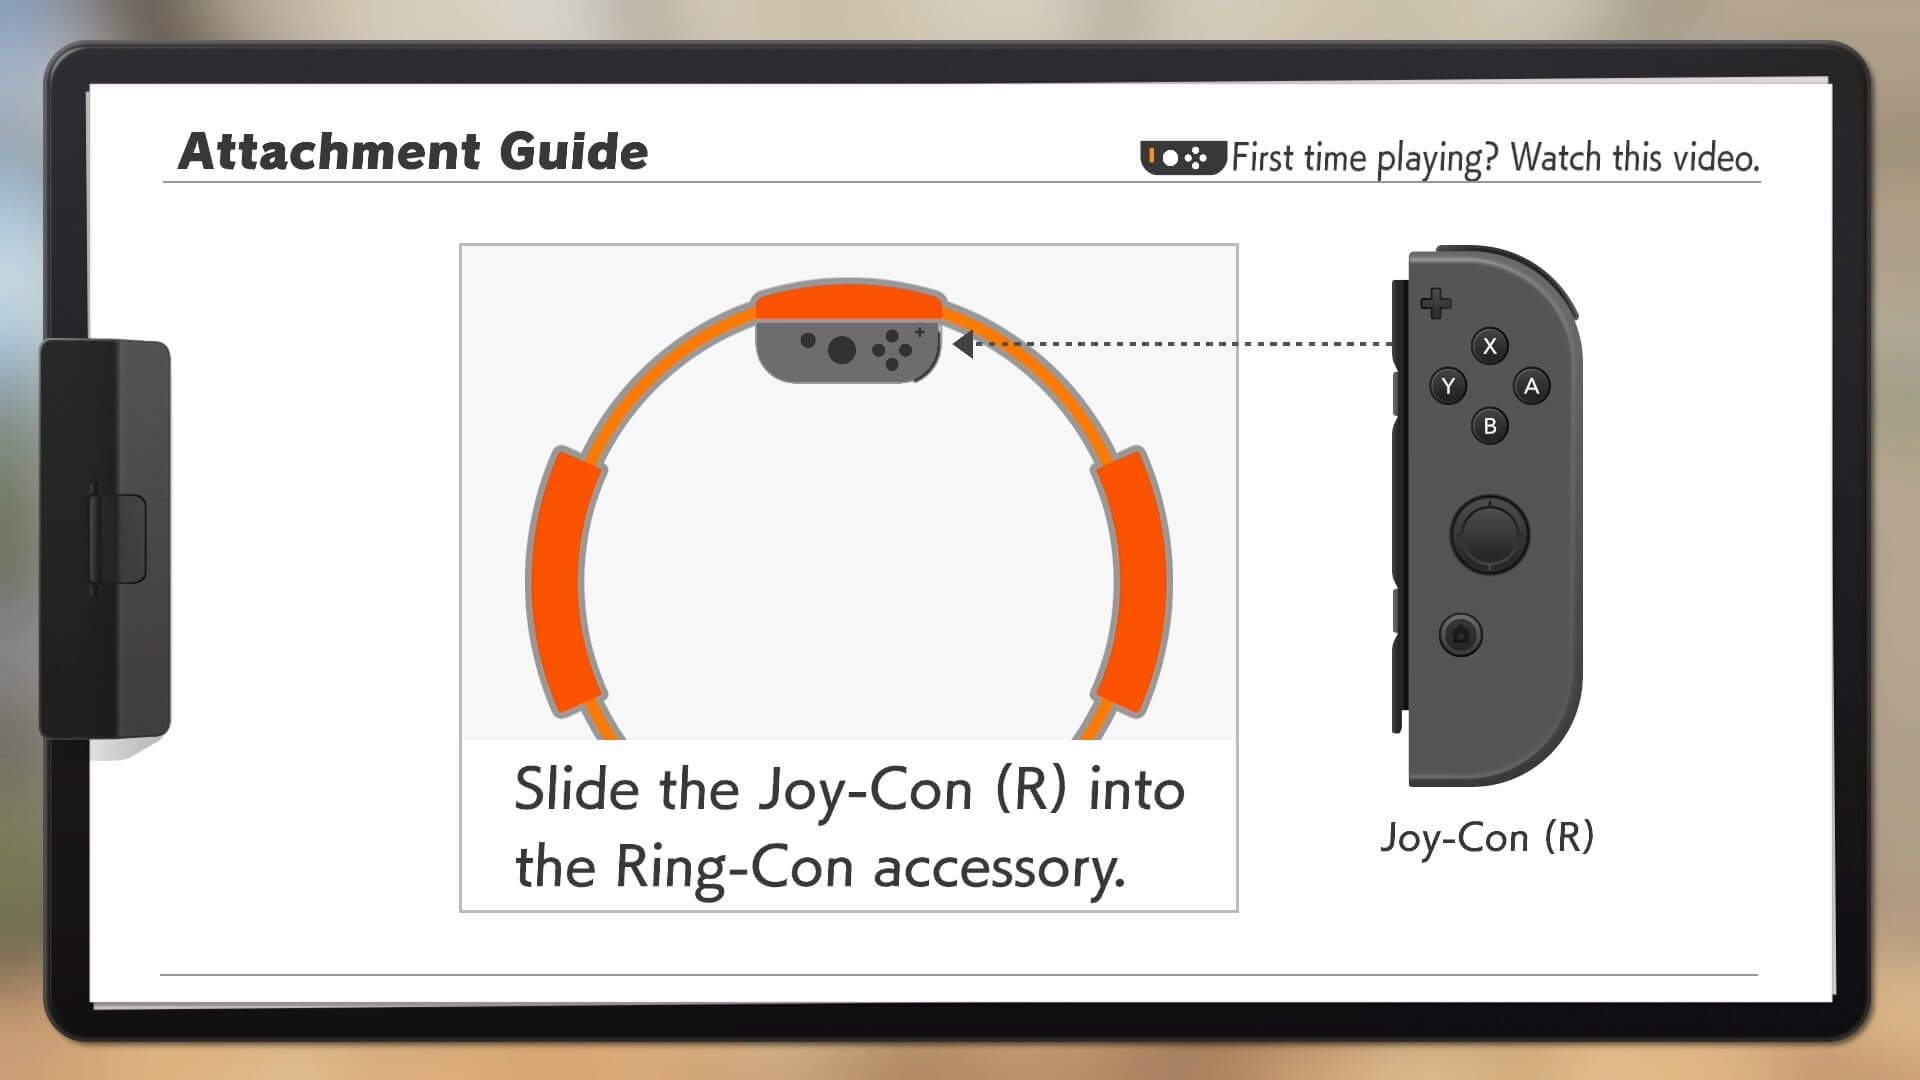 Attachment Guide
First time playing? Watch this video.
X
Y
A
B
Slide the Joy-Con (R) into
the Ring-Con accessory.
Joy-Con (R)